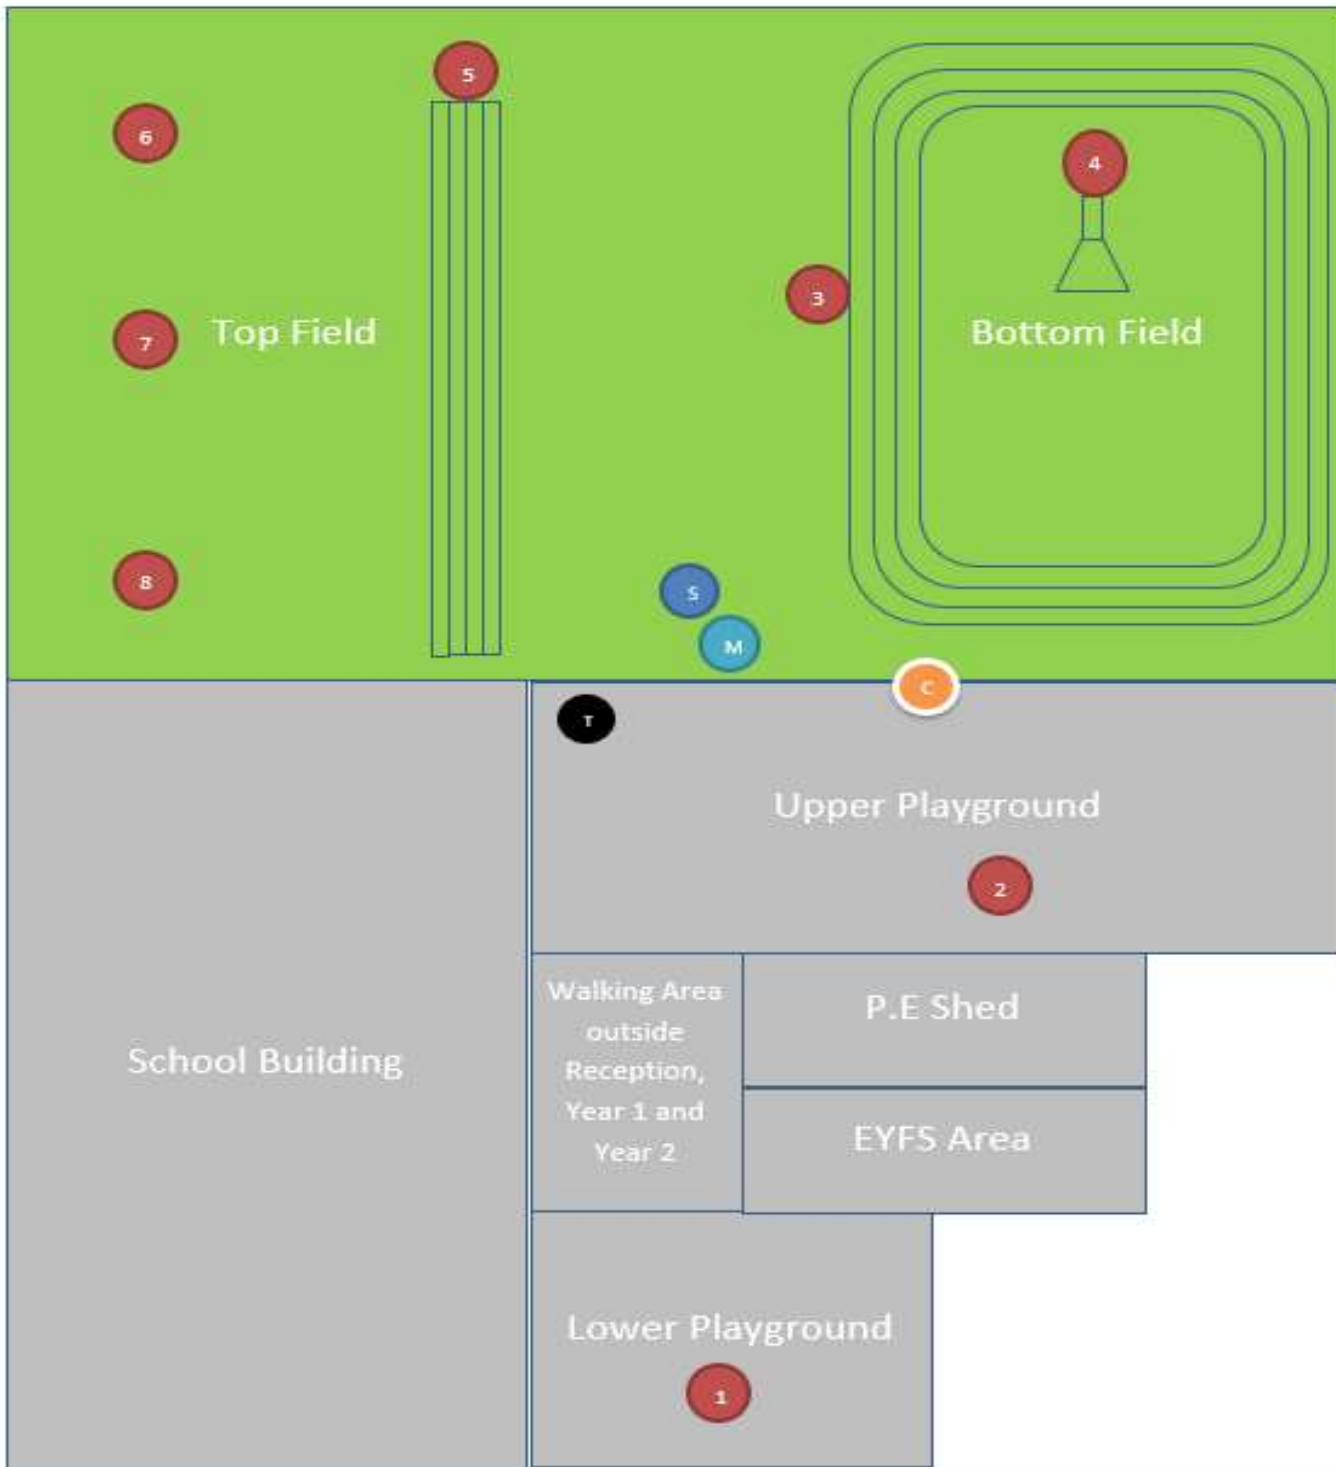 5
6
4
3
Top Field
Bottom Field
7
8
S
M
C
T
Upper Playground
2
Walking Area
outside
Reception,
Year 1 and
Year 2
P.E Shed
School Building
EYFS Area
Lower Playground
1